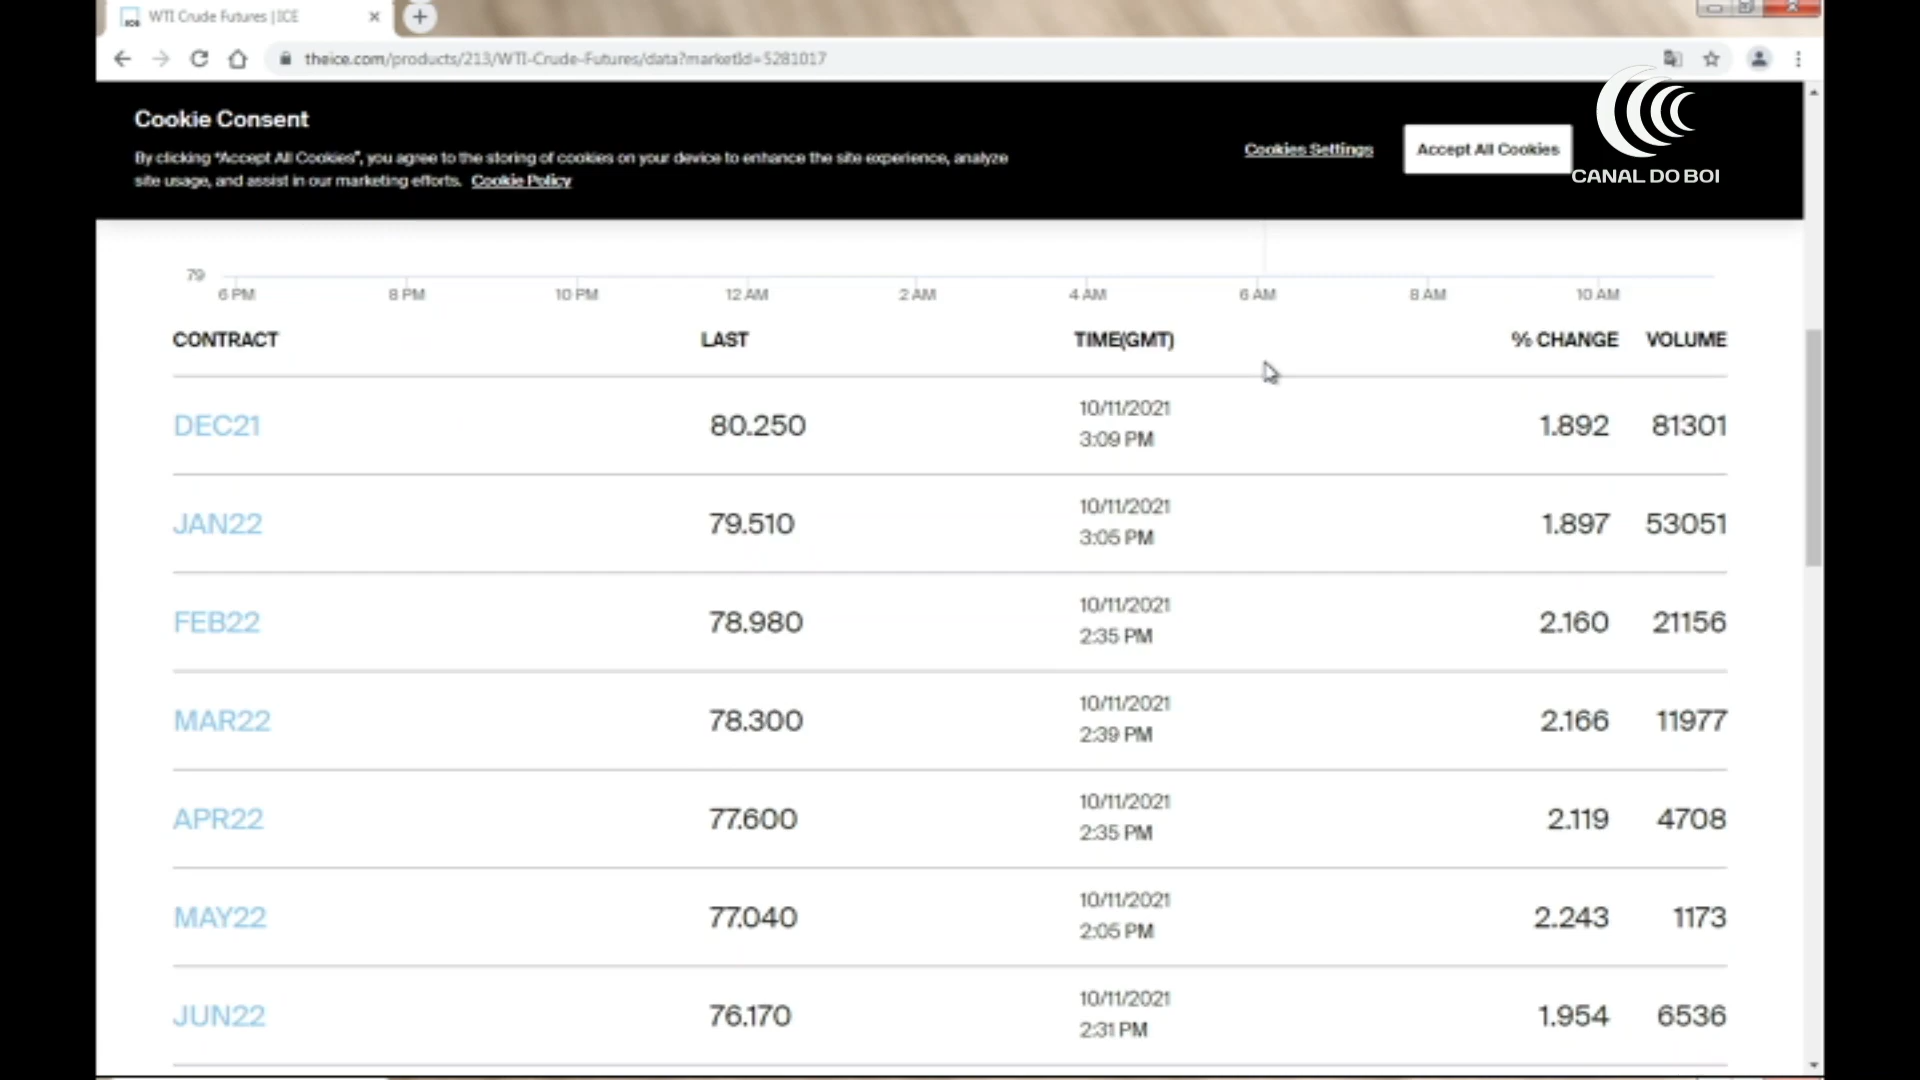 WTI Crude Futures | ICE
theice.com/products/213/WTI-Crude-Futures/data?marketId=5281017
Cookie Consent
By clicking "Accept All Cookies", you agree to the storing of cookies on your device to enhance the site experience, analyze
site usage, and assist in our marketing efforts. Cookie Policy
Cookies Settings
Accept All Cookies
CANAL DO BOI
79
6 PM 8 PM 10 PM 12 AM 2 AM 4 AM 6 AM 8 AM 10 AM
CONTRACT LAST TIME(GMT) % CHANGE VOLUME
DEC21 80.250 10/11/2021 3:09 PM 1.892 81301
JAN22 79.510 10/11/2021 3:05 PM 1.897 53051
FEB22 78.980 10/11/2021 2:35 PM 2.160 21156
MAR22 78.300 10/11/2021 2:39 PM 2.166 11977
APR22 77.600 10/11/2021 2:35 PM 2.119 4708
MAY22 77.040 10/11/2021 2:05 PM 2.243 1173
JUN22 76.170 10/11/2021 2:31 PM 1.954 6536